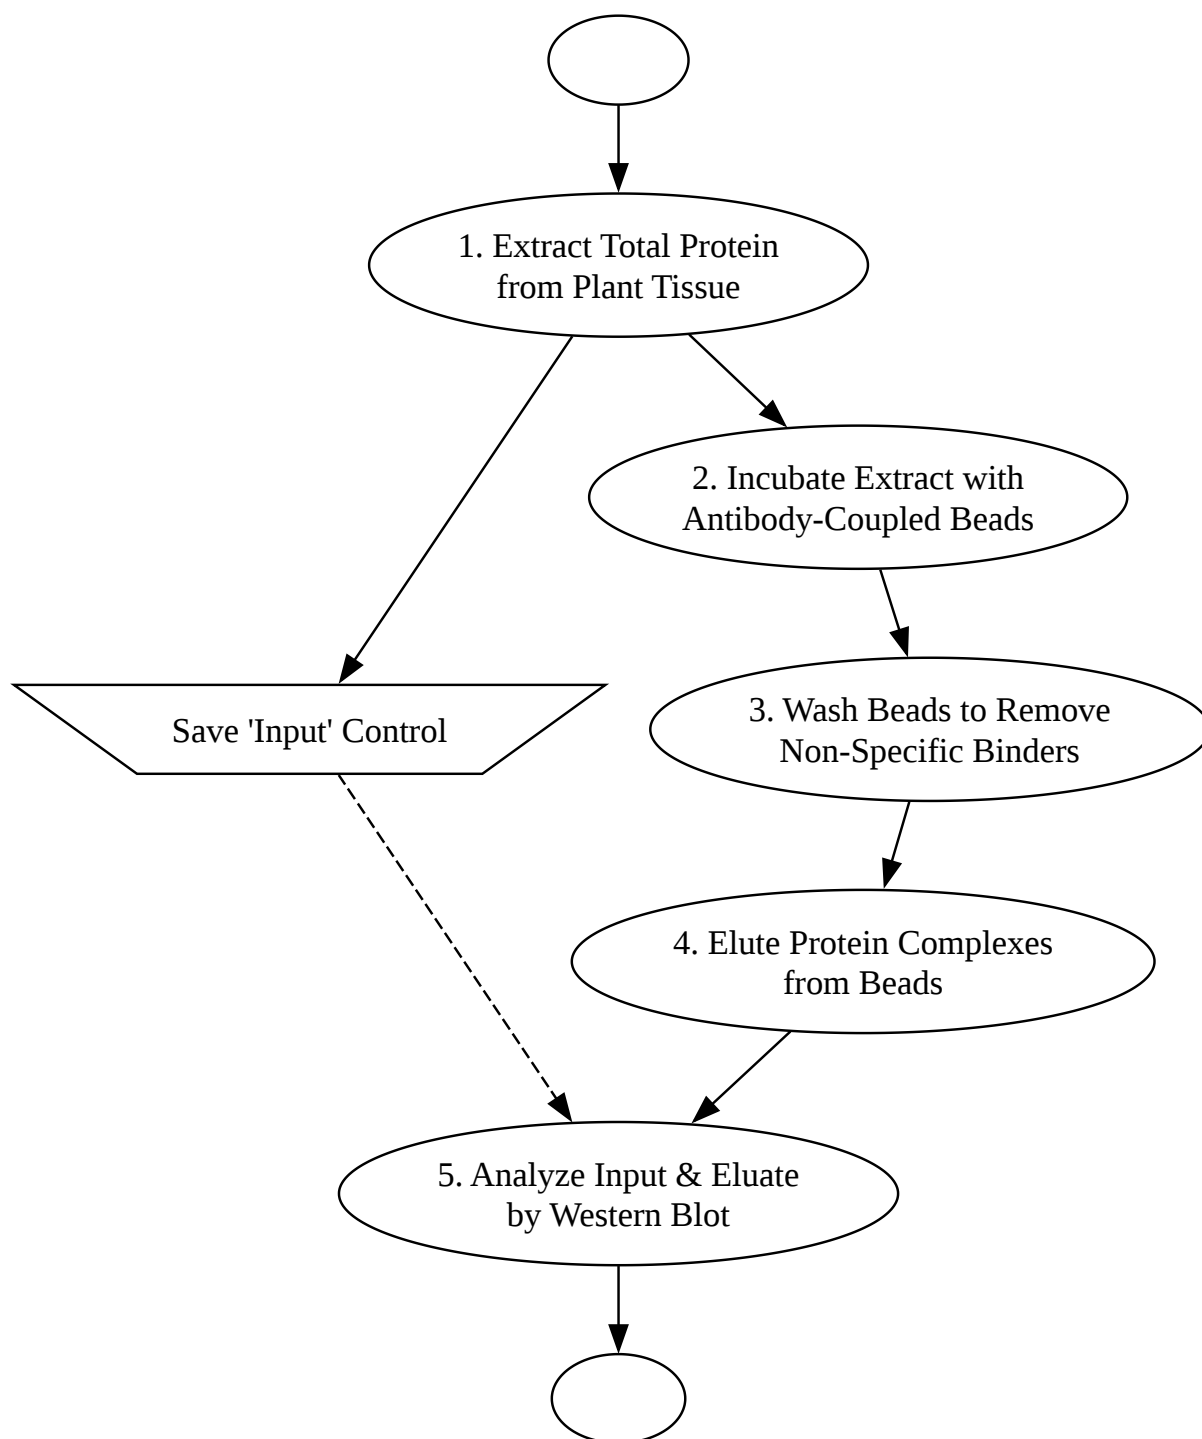 1. Extract Total Protein
from Plant Tissue
2. Incubate Extract with
Antibody-Coupled Beads
3. Wash Beads to Remove
Non-Specific Binders
Save 'Input' Control
4. Elute Protein Complexes
from Beads
5. Analyze Input & Eluate
by Western Blot